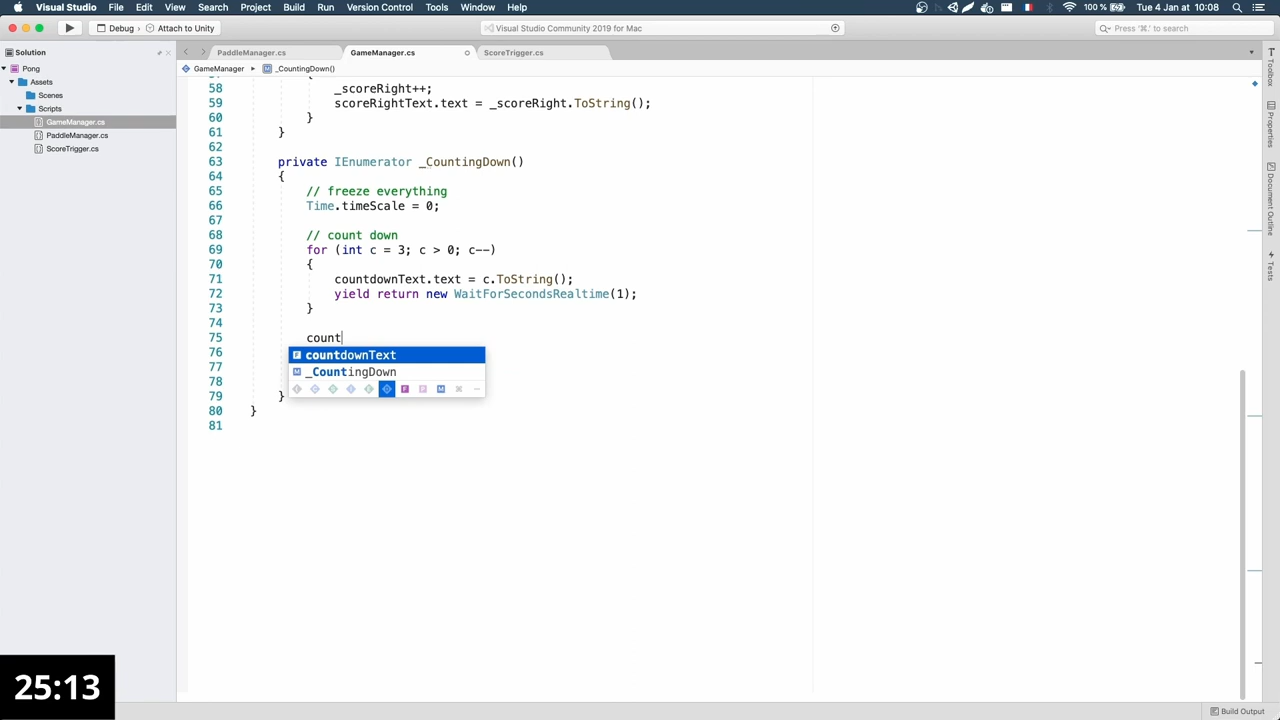 Visual Studio File Edit View Search Project Build Run Version Control Tools Window Help 100 % Tue 4 Jan at 10:08
Debug › Attach to Unity Visual Studio Community 2019 for Mac Press '⌘.' to search
Solution PaddleManager.cs GameManager.cs ScoreTrigger.cs
GameManager ▸ _CountingDown()
Pong
Assets
Scenes
Scripts
GameManager.cs
PaddleManager.cs
ScoreTrigger.cs
{
58 _scoreRight++;
59 scoreRightText.text = _scoreRight.ToString();
60 }
61 }
62
63 private IEnumerator _CountingDown()
64 {
65 // freeze everything
66 Time.timeScale = 0;
67
68 // count down
69 for (int c = 3; c > 0; c--)
70 {
71 countdownText.text = c.ToString();
72 yield return new WaitForSecondsRealtime(1);
73 }
74
75 count
76
77
78
79 }
80 }
81
countdownText
_CountingDown
Toolbox
Properties
Document Outline
Tests
25:13
Build Output